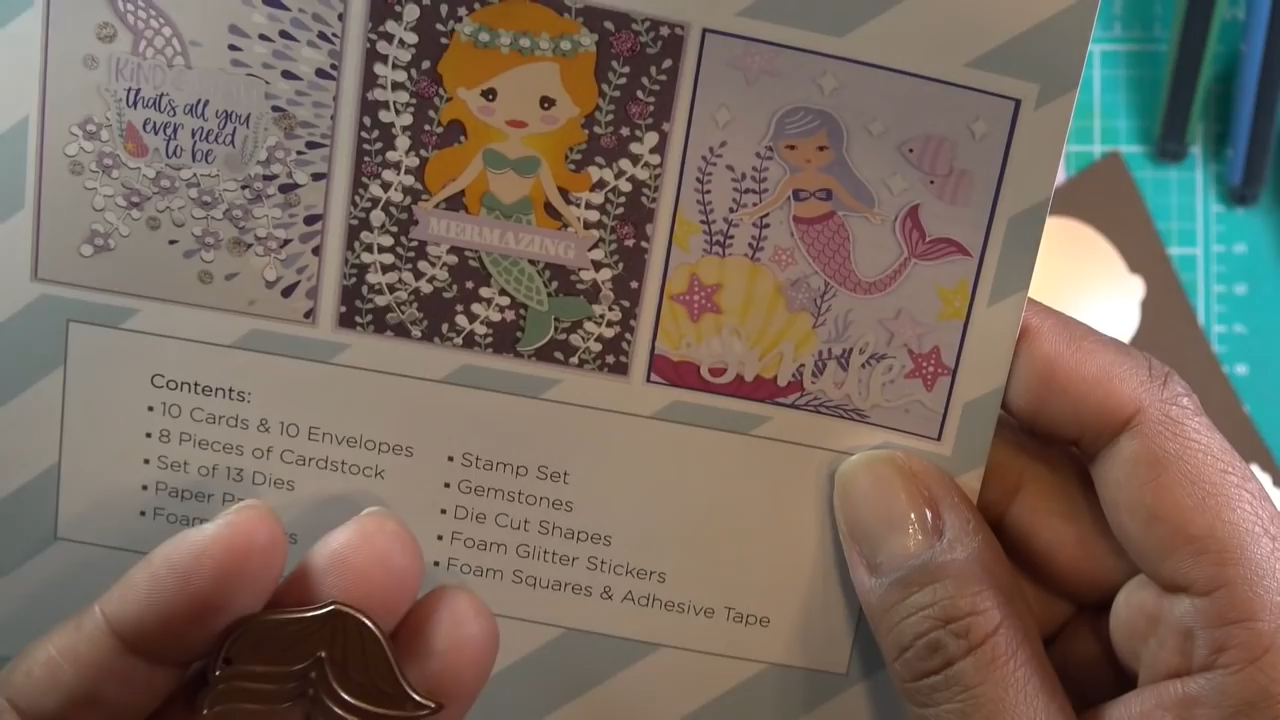 KiND
that's all you
ever need
to be
MERMAZING
Smile
Contents:
▪ 10 Cards & 10 Envelopes
▪ 8 Pieces of Cardstock
▪ Set of 13 Dies
▪ Paper
▪ Foam
▪ Stamp Set
▪ Gemstones
▪ Die Cut Shapes
▪ Foam Glitter Stickers
▪ Foam Squares & Adhesive Tape